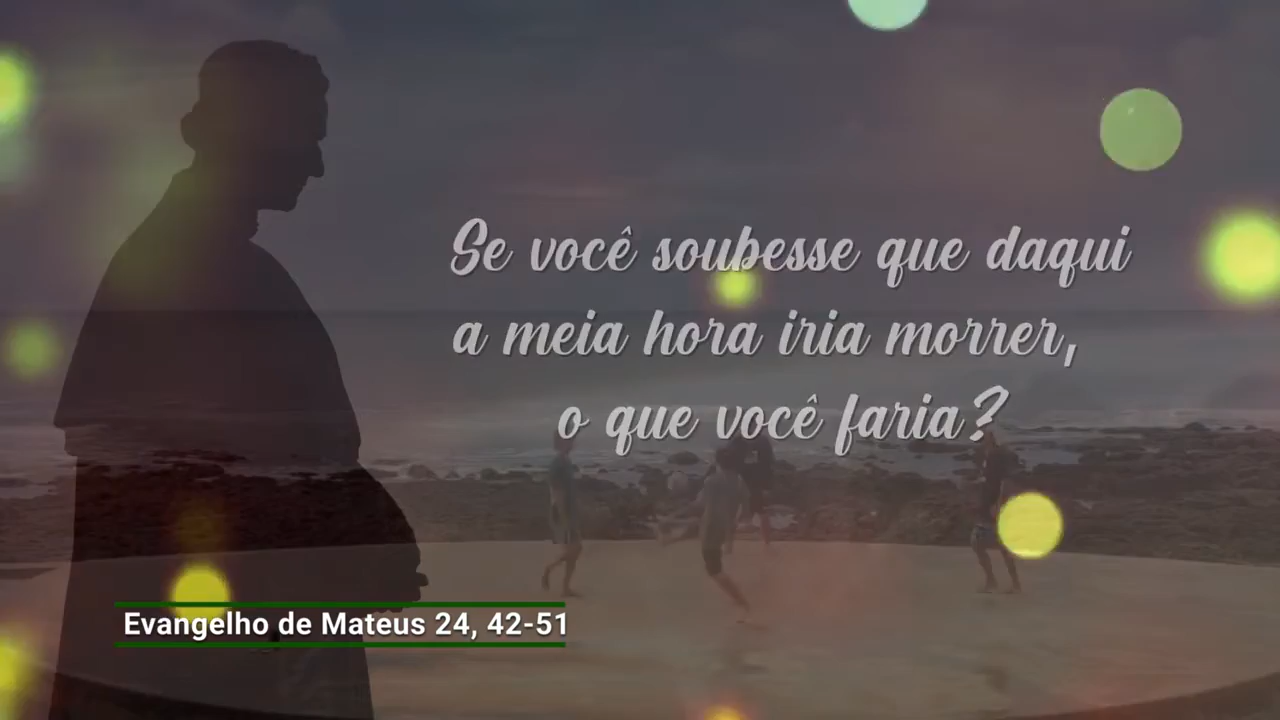 Se você soubesse que daqui
a meia hora iria morrer,
o que você faria?
Evangelho de Mateus 24, 42-51